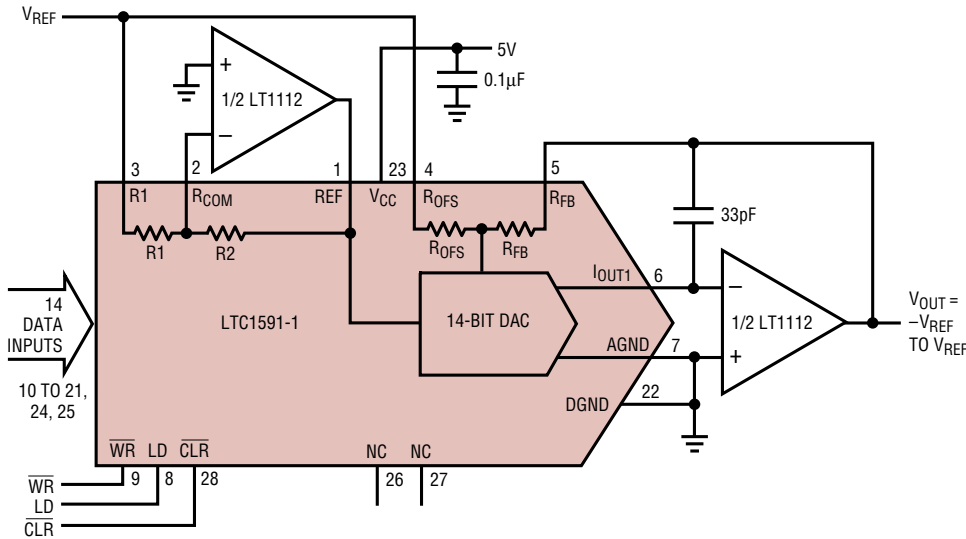 VREF
5V
0.1µF
+
1/2 LT1112
−
3
2
1
23
4
5
R1
RCOM
REF
VCC
ROFS
RFB
33pF
R1
R2
ROFS
RFB
IOUT1
6
−
14
DATA
INPUTS
LTC1591-1
14-BIT DAC
1/2 LT1112
VOUT =
−VREF
TO VREF
AGND
7
+
10 TO 21,
24, 25
DGND
22
WR
LD
CLR
NC
NC
9
8
28
26
27
WR
LD
CLR